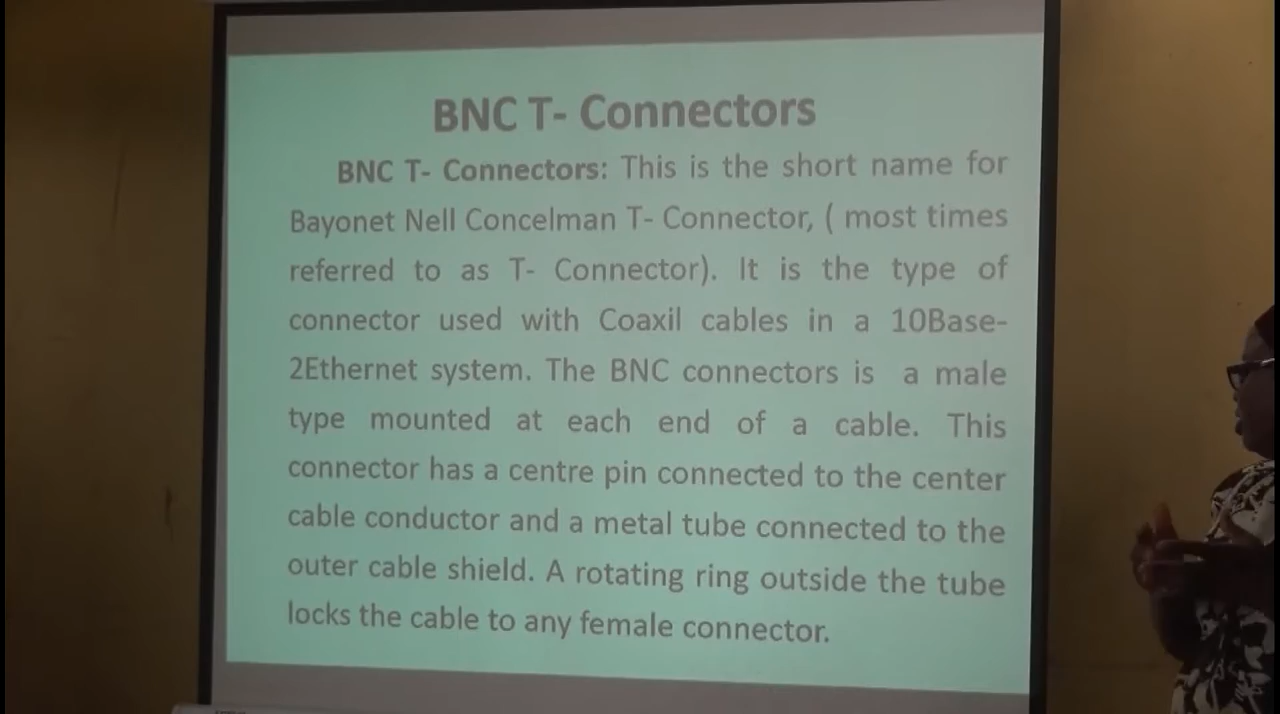 BNC T- Connectors
BNC T- Connectors: This is the short name for
Bayonet Nell Concelman T- Connector, ( most times
referred to as T- Connector). It is the type of
connector used with Coaxil cables in a 10Base-
2Ethernet system. The BNC connectors is a male
type mounted at each end of a cable. This
connector has a centre pin connected to the center
cable conductor and a metal tube connected to the
outer cable shield. A rotating ring outside the tube
locks the cable to any female connector.